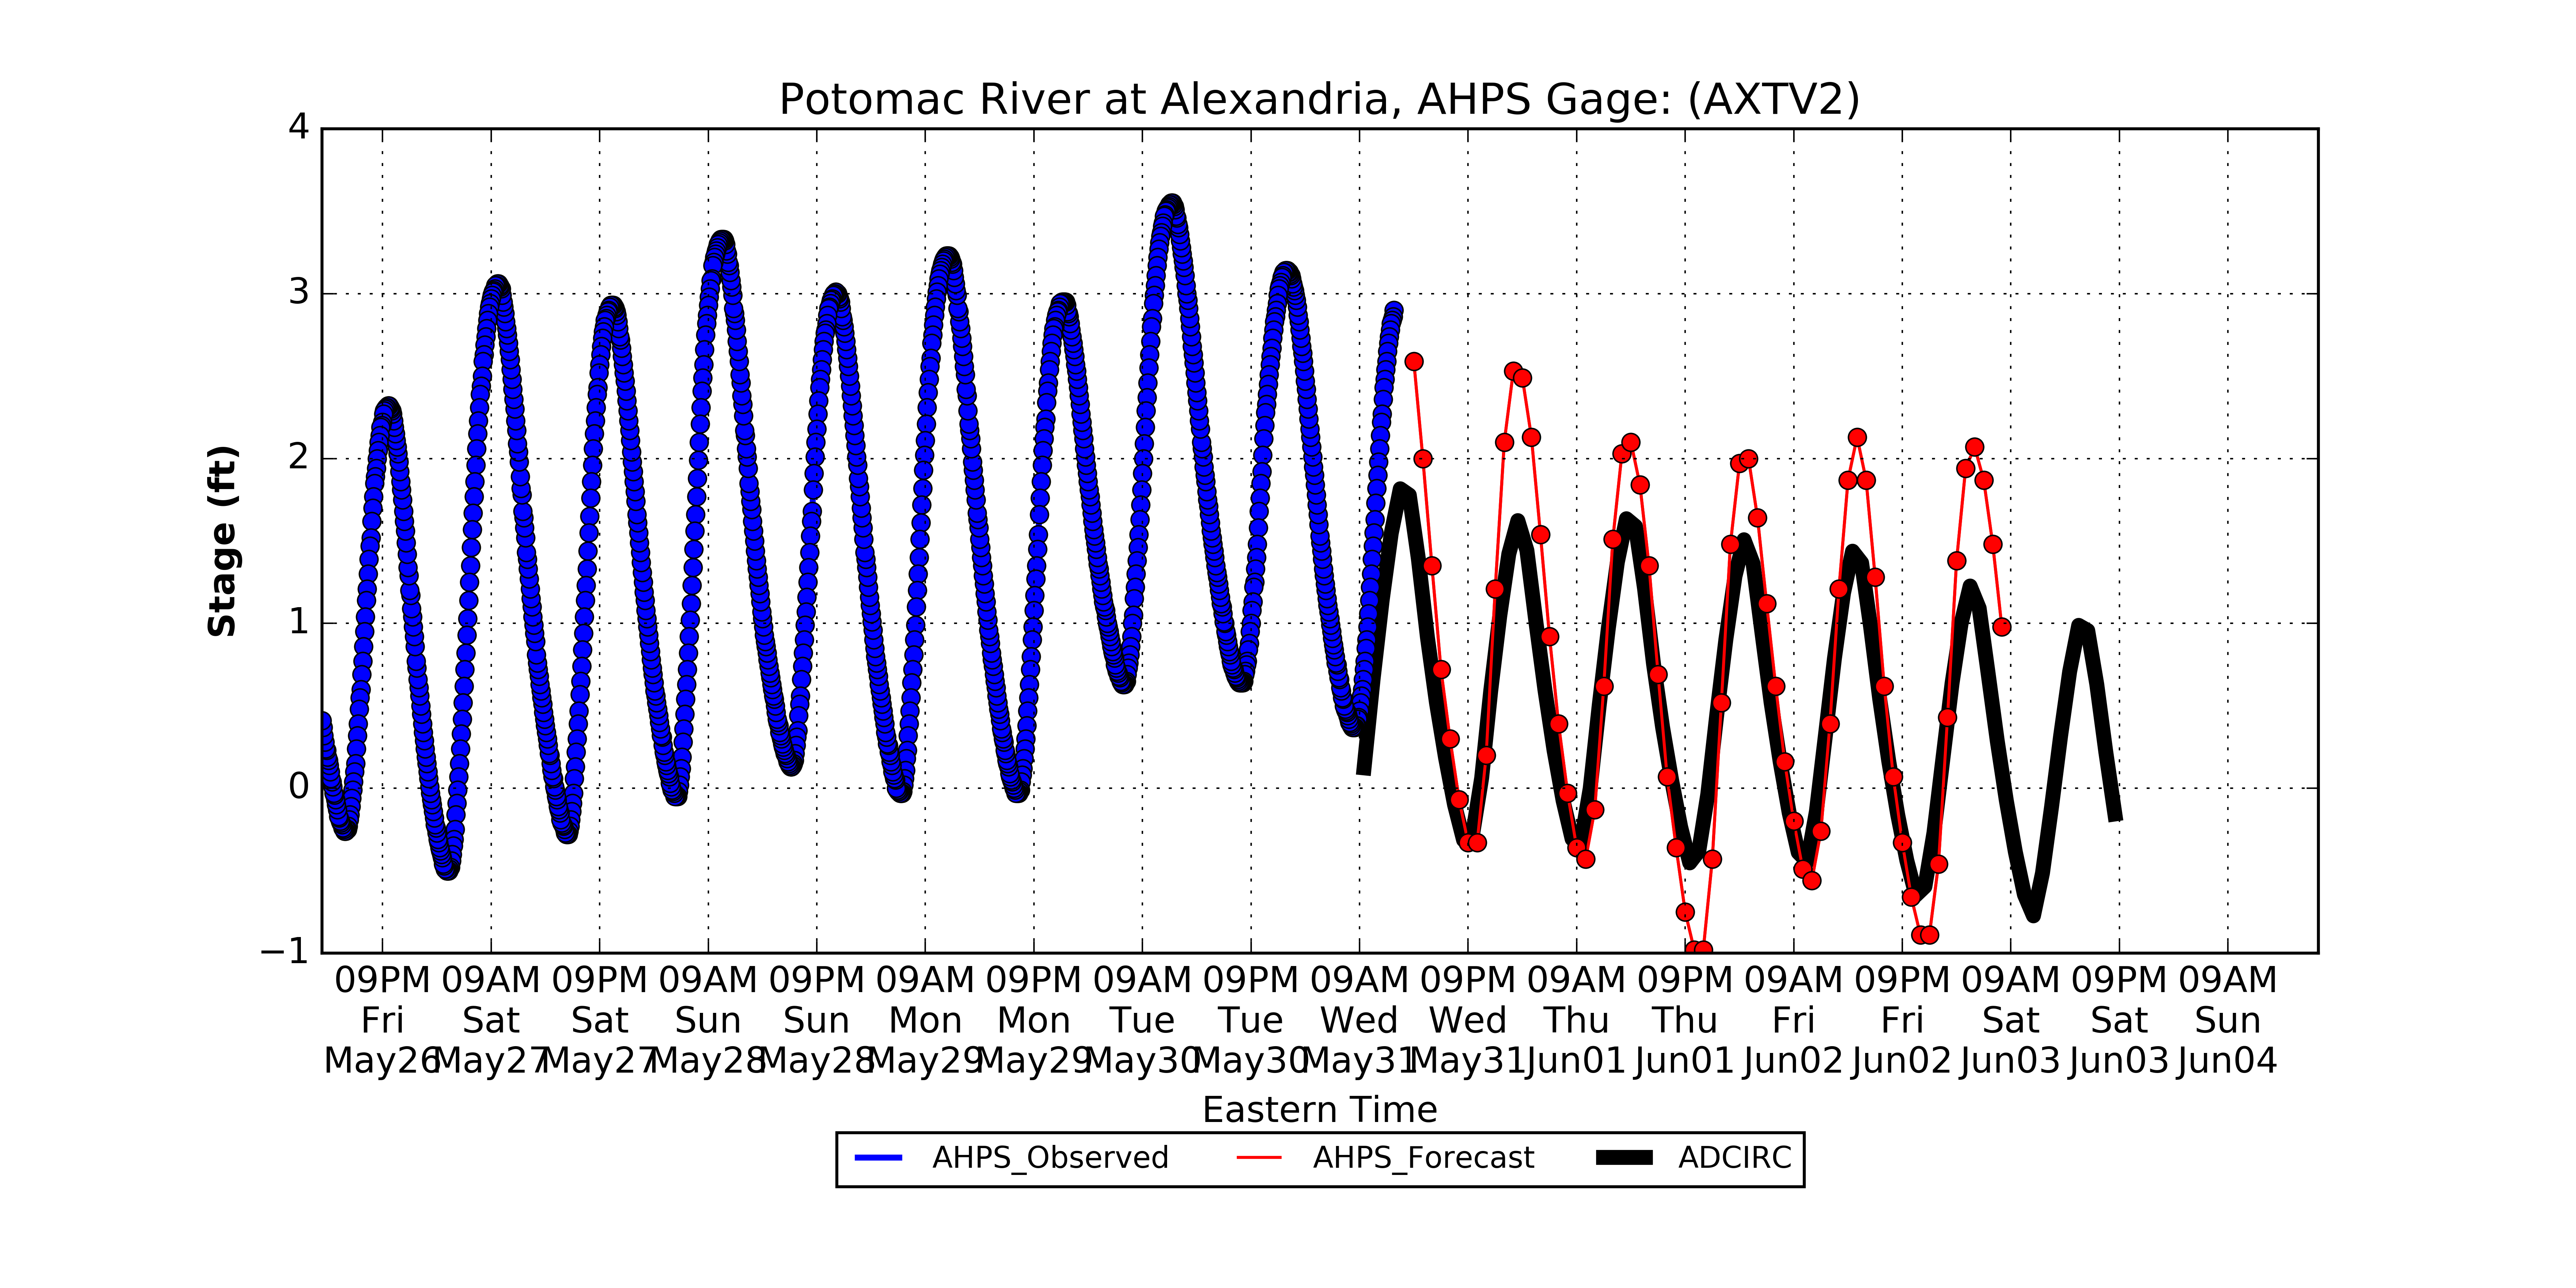 Potomac River at Alexandria, AHPS Gage: (AXTV2)
4
3
2
1
0
−1
Stage (ft)
09PM 09AM 09PM 09AM 09PM 09AM 09PM 09AM 09PM 09AM 09PM 09AM 09PM 09AM 09PM 09AM 09PM 09AM
Fri Sat Sat Sun Sun Mon Mon Tue Tue Wed Wed Thu Thu Fri Fri Sat Sat Sun
May26 May27 May27 May28 May28 May29 May29 May30 May30 May31 May31 Jun01 Jun01 Jun02 Jun02 Jun03 Jun03 Jun04
Eastern Time
AHPS_Observed AHPS_Forecast ADCIRC